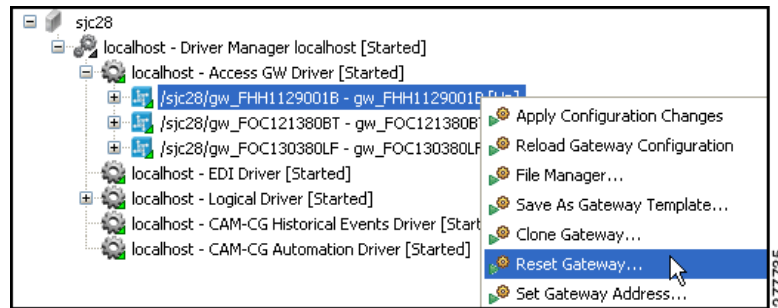 sjc28
localhost - Driver Manager localhost [Started]
localhost - Access GW Driver [Started]
/sjc28/gw_FHH1129001B - gw_FHH1129001B [Up]
/sjc28/gw_FOC121380BT - gw_FOC121380B
/sjc28/gw_FOC130380LF - gw_FOC130380LF
localhost - EDI Driver [Started]
localhost - Logical Driver [Started]
localhost - CAM-CG Historical Events Driver [Start
localhost - CAM-CG Automation Driver [Started]
Apply Configuration Changes
Reload Gateway Configuration
File Manager...
Save As Gateway Template...
Clone Gateway...
Reset Gateway...
Set Gateway Address...